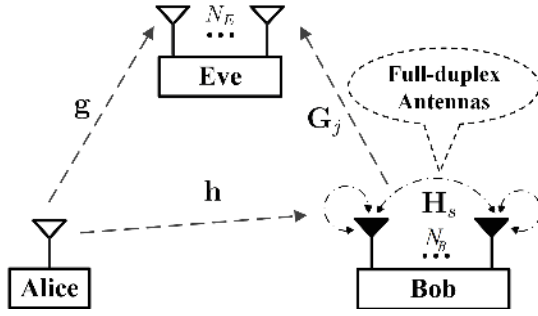 N_E
...
Eve
Full-duplex
Antennas
g
G_j
h
H_s
N_B
...
Alice
Bob